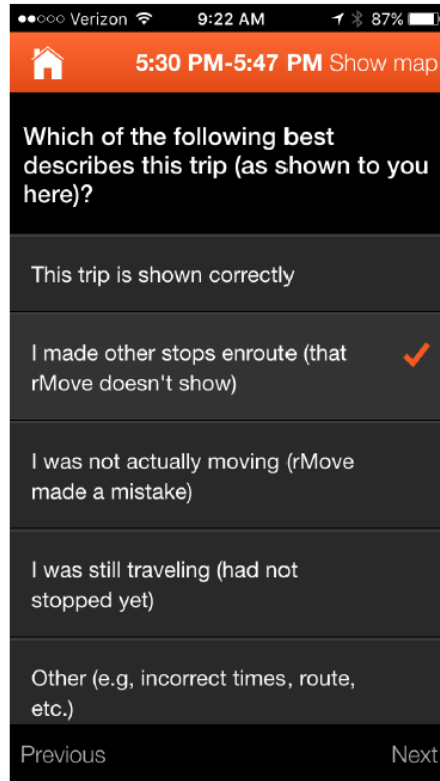 Verizon 9:22 AM 87%
5:30 PM-5:47 PM Show map
Which of the following best
describes this trip (as shown to you
here)?
This trip is shown correctly
I made other stops enroute (that
rMove doesn't show)
I was not actually moving (rMove
made a mistake)
I was still traveling (had not
stopped yet)
Other (e.g, incorrect times, route,
etc.)
Previous Next